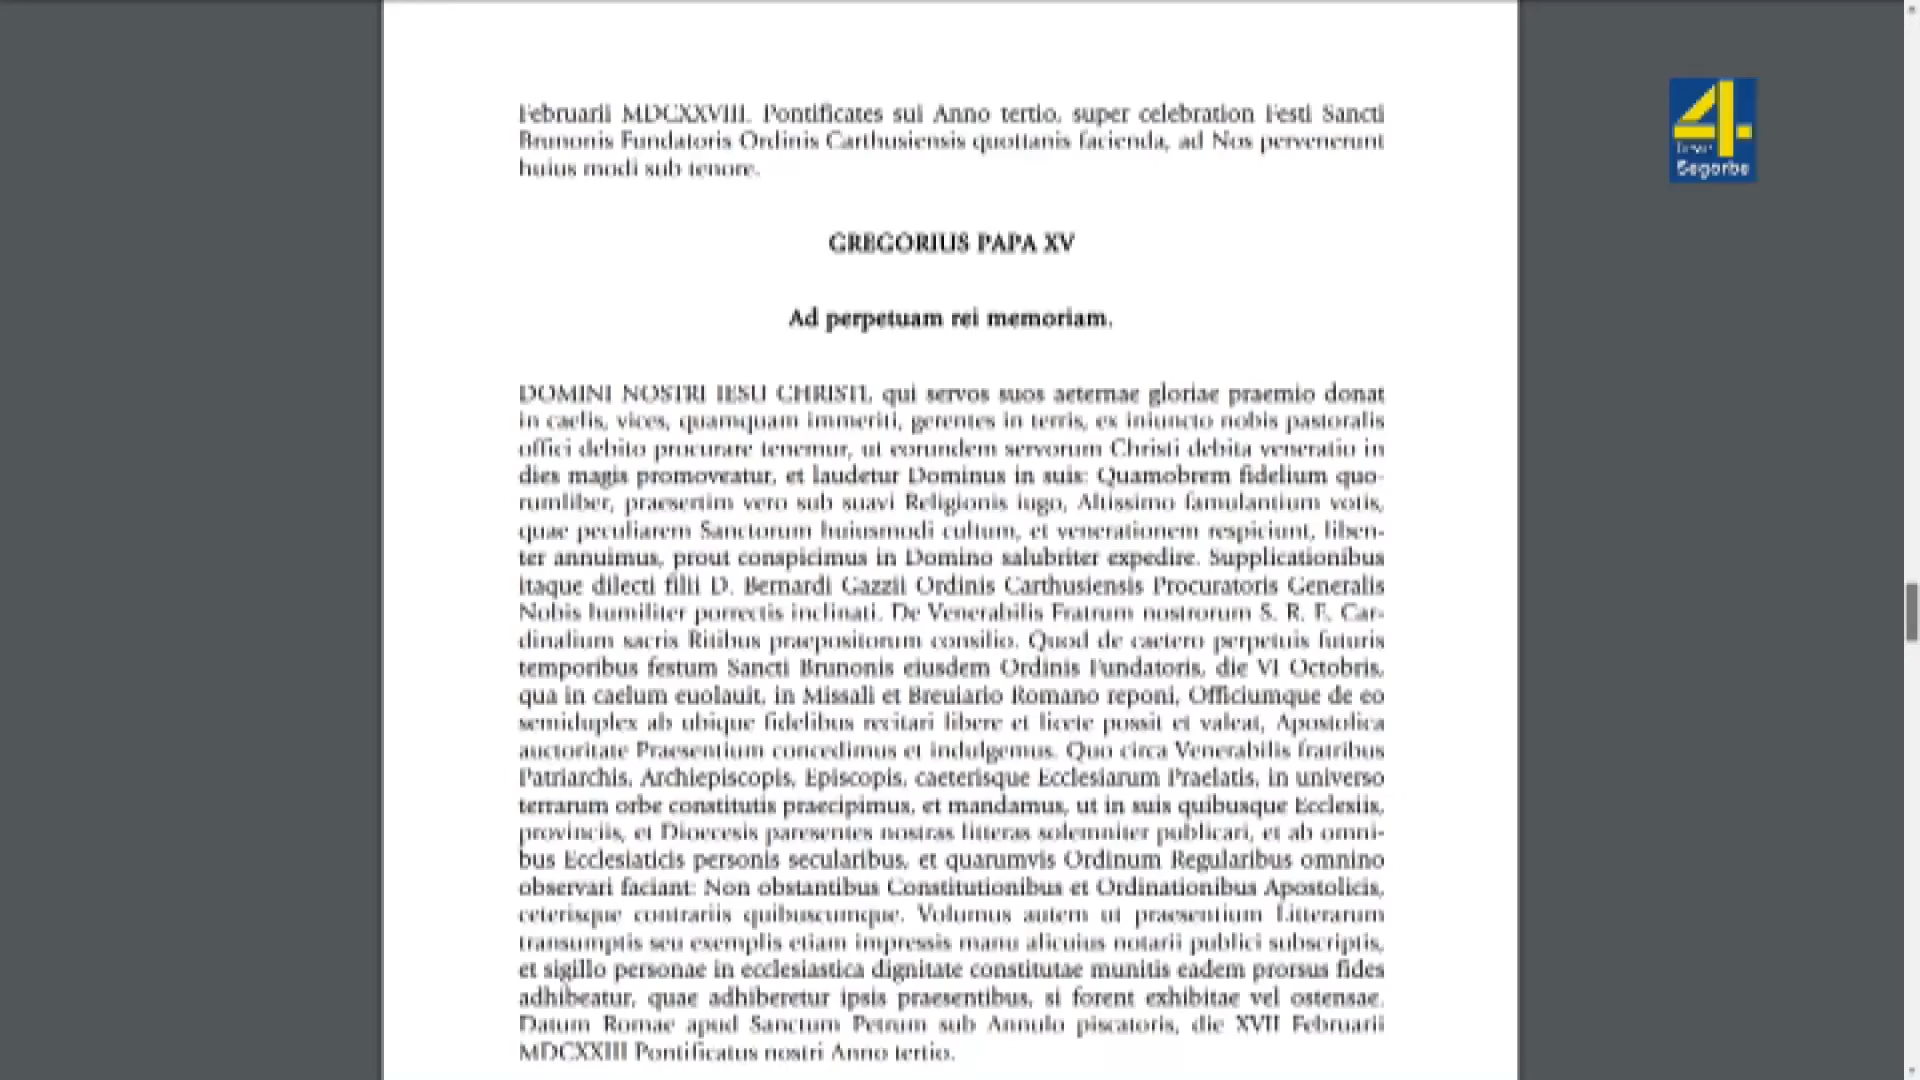 Februarii MDCXXVIII. Pontificates sui Anno tertio, super celebration Festi Sancti
Brunonis Fundatoris Ordinis Carthusiensis quottanis facienda, ad Nos pervenerunt
huius modi sub tenore.
GREGORIUS PAPA XV
Ad perpetuam rei memoriam.
DOMINI NOSTRI IESU CHRISTI, qui servos suos aeternae gloriae praemio donat
in caelis, vices, quamquam immeriti, gerentes in terris, ex iniuncto nobis pastoralis
offici debito procurare tenemur, ut eorundem servorum Christi debita veneratio in
dies magis promoveatur, et laudetur Dominus in suis: Quamobrem fidelium quo-
rumliber, praesertim vero sub suavi Religionis iugo, Altissimo famulantium votis,
quae peculiarem Sanctorum huiusmodi cultum, et venerationem respiciunt, liben-
ter annuimus, prout conspicimus in Domino salubriter expedire. Supplicationibus
itaque dilecti filii D. Bernardi Gazzii Ordinis Carthusiensis Procuratoris Generalis
Nobis humiliter porrectis inclinati. De Venerabilis Fratrum nostrorum S. R. E. Car-
dinalium sacris Ritibus praepositorum consilio. Quod de caetero perpetuis futuris
temporibus festum Sancti Brunonis eiusdem Ordinis Fundatoris, die VI Octobris,
qua in caelum euolauit, in Missali et Breuiario Romano reponi, Officiumque de eo
semiduplex ab ubique fidelibus recitari libere et licete possit et valeat, Apostolica
auctoritate Praesentium concedimus et indulgemus. Quo circa Venerabilis fratribus
Patriarchis, Archiepiscopis, Episcopis, caeterisque Ecclesiarum Praelatis, in universo
terrarum orbe constitutis praecipimus, et mandamus, ut in suis quibusque Ecclesiis,
provinciis, et Dioecesis paresentes nostras litteras solemniter publicari, et ab omni-
bus Ecclesiaticis personis secularibus, et quarumvis Ordinum Regularibus omnino
observari faciant: Non obstantibus Constitutionibus et Ordinationibus Apostolicis,
ceterisque contrariis quibuscumque. Volumus autem ut praesentium Litterarum
transumptis seu exemplis etiam impressis manu alicuius notarii publici subscriptis,
et sigillo personae in ecclesiastica dignitate constitutae munitis eadem prorsus fides
adhibeatur, quae adhiberetur ipsis praesentibus, si forent exhibitae vel ostensae.
Datum Romae apud Sanctum Petrum sub Annulo piscatoris, die XVII Februarii
MDCXXIII Pontificatus nostri Anno tertio.
4
Segorbe